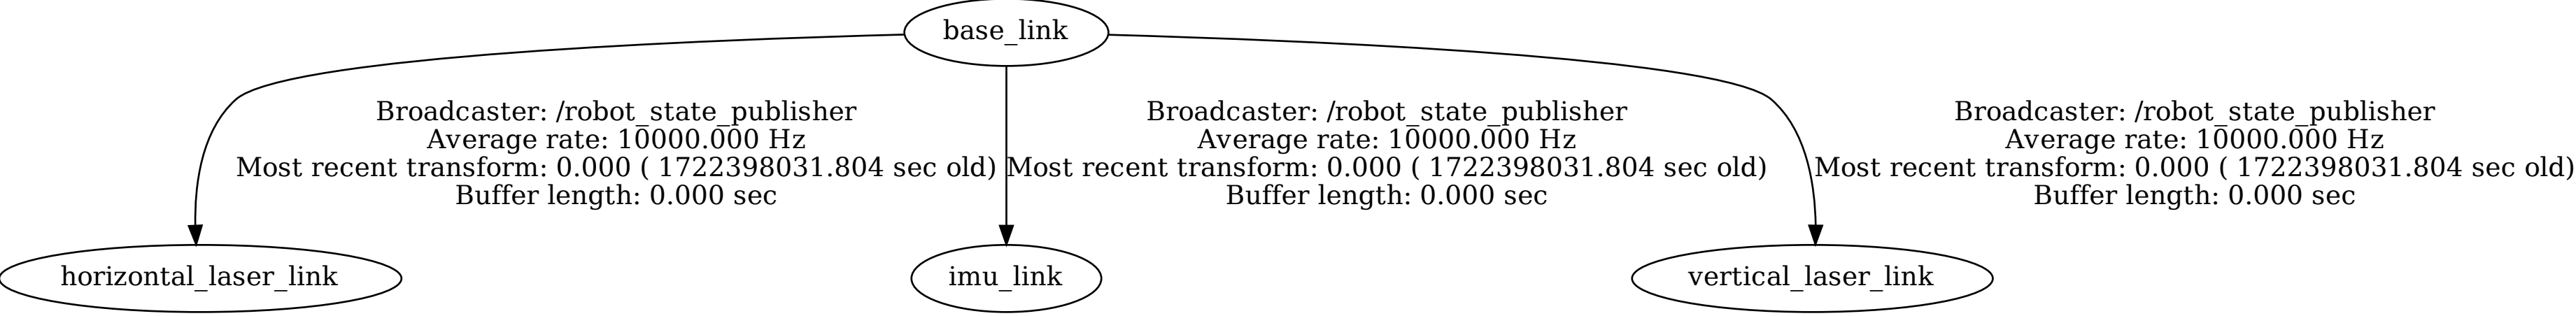 base_link
Broadcaster: /robot_state_publisher
Average rate: 10000.000 Hz
Most recent transform: 0.000 ( 1722398031.804 sec old)
Buffer length: 0.000 sec
Broadcaster: /robot_state_publisher
Average rate: 10000.000 Hz
Most recent transform: 0.000 ( 1722398031.804 sec old)
Buffer length: 0.000 sec
Broadcaster: /robot_state_publisher
Average rate: 10000.000 Hz
Most recent transform: 0.000 ( 1722398031.804 sec old)
Buffer length: 0.000 sec
horizontal_laser_link
imu_link
vertical_laser_link